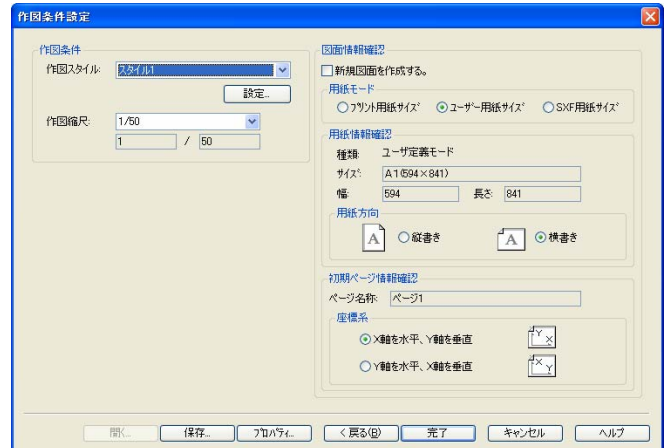 作図条件設定
作図条件
作図スタイル: スタイル1
設定...
作図縮尺: 1/50
1 / 50
図面情報確認
新規図面を作成する。
用紙モード
プリント用紙サイズ ユーザー用紙サイズ SXF用紙サイズ
用紙情報確認
種類: ユーザ定義モード
サイズ: A1(594×841)
幅: 594 長さ: 841
用紙方向
A 縦書き A 横書き
初期ページ情報確認
ページ名称: ページ1
座標系
X軸を水平、Y軸を垂直 Y X
Y軸を水平、X軸を垂直 X Y
開く... 保存... プロパティ... < 戻る(B) 完了 キャンセル ヘルプ